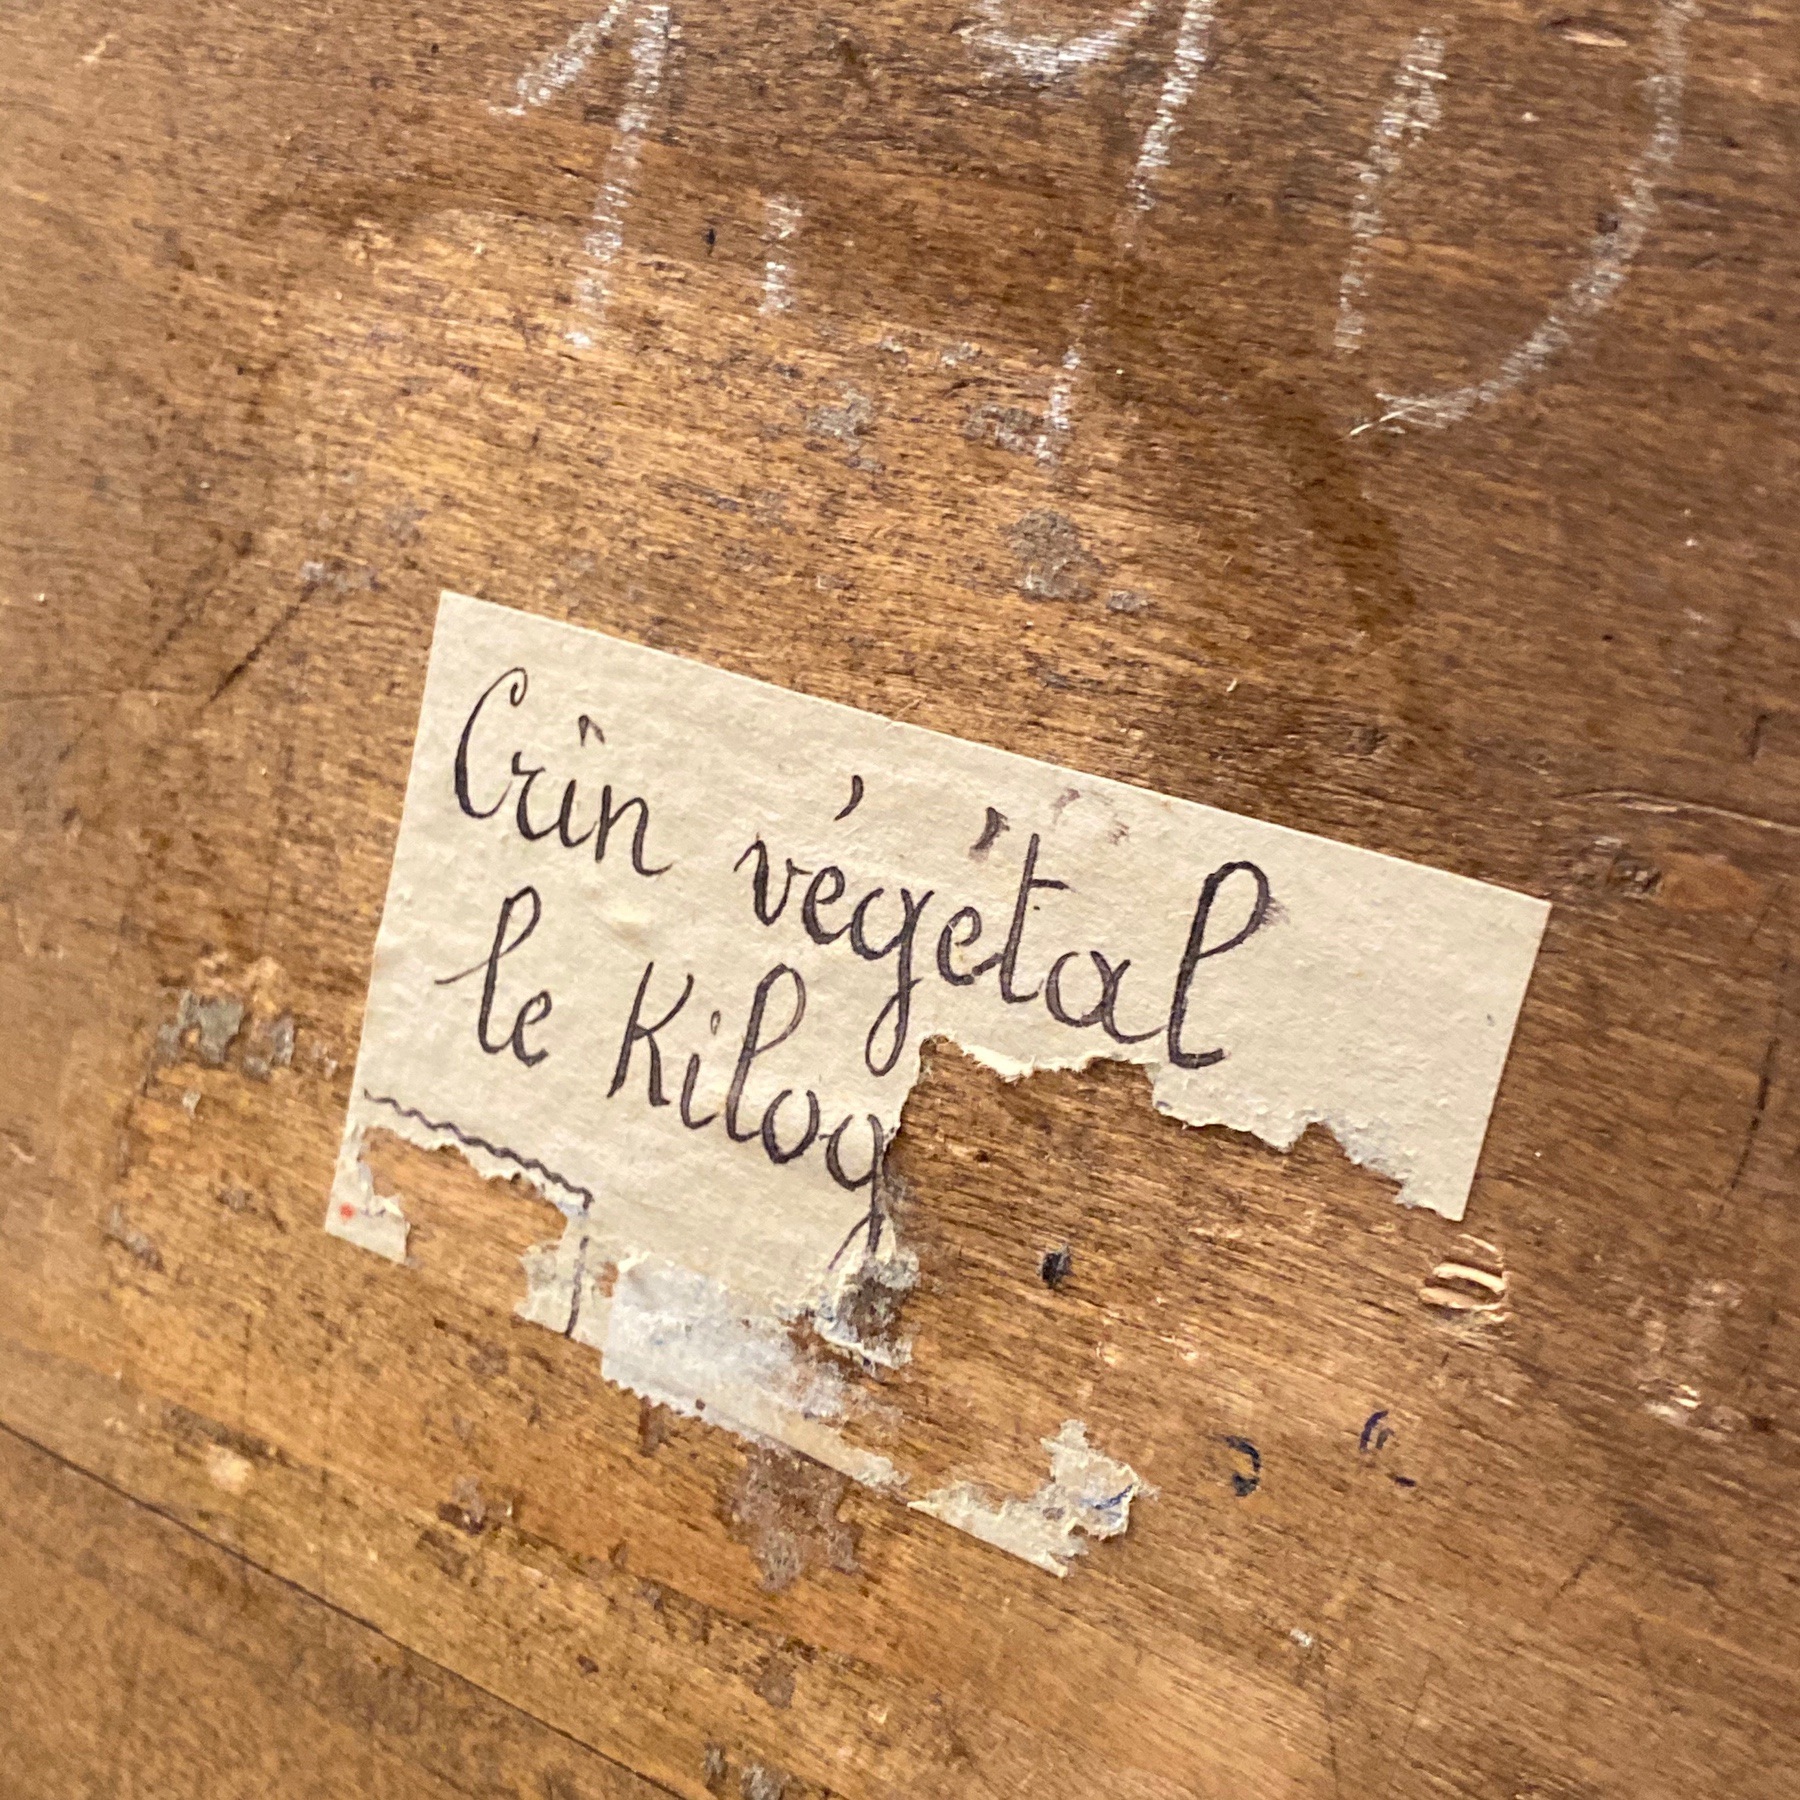 Crin végétal
le Kilog